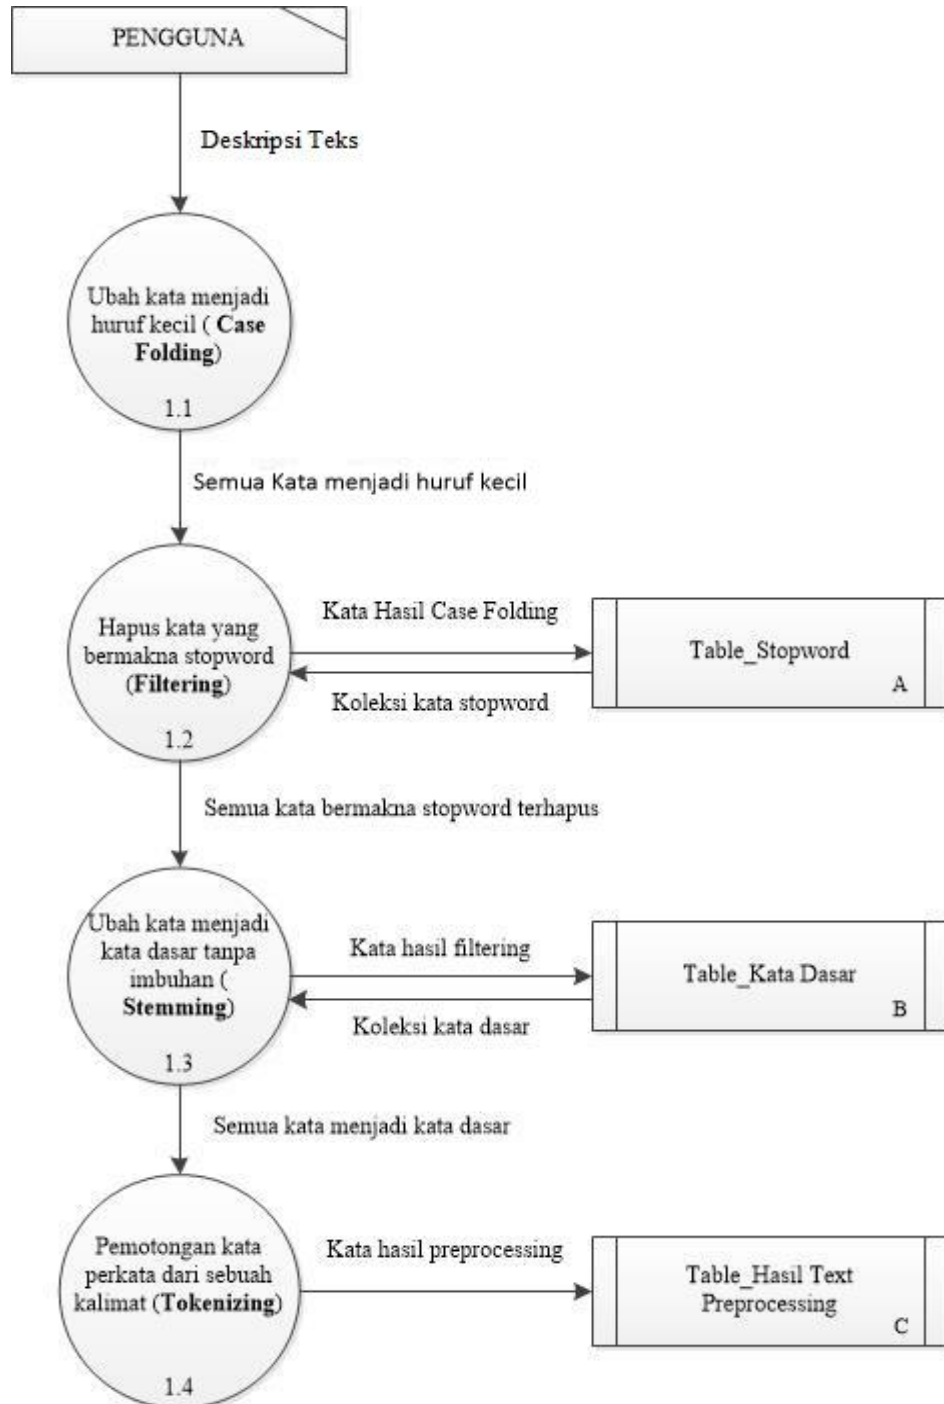 PENGGUNA
Deskripsi Teks
Ubah kata menjadi
huruf kecil ( Case
Folding)
1.1
Semua Kata menjadi huruf kecil
Hapus kata yang
bermakna stopword
(Filtering)
1.2
Kata Hasil Case Folding
Koleksi kata stopword
Table_Stopword
A
Semua kata bermakna stopword terhapus
Ubah kata menjadi
kata dasar tanpa
imbuhan (
Stemming)
1.3
Kata hasil filtering
Koleksi kata dasar
Table_Kata Dasar
B
Semua kata menjadi kata dasar
Pemotongan kata
perkata dari sebuah
kalimat (Tokenizing)
1.4
Kata hasil preprocessing
Table_Hasil Text
Preprocessing
C